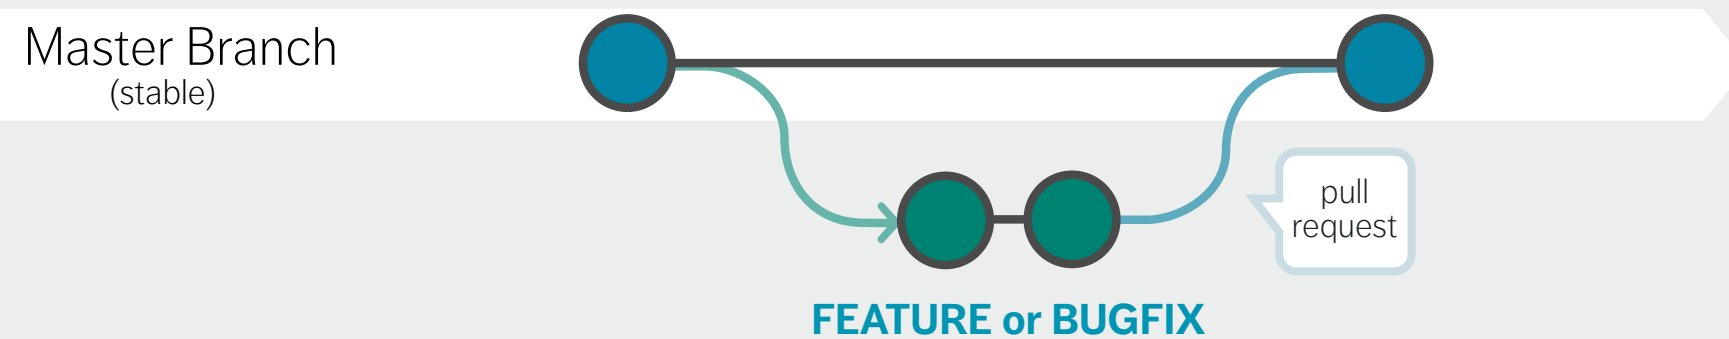 Master Branch
(stable)
pull
request
FEATURE or BUGFIX